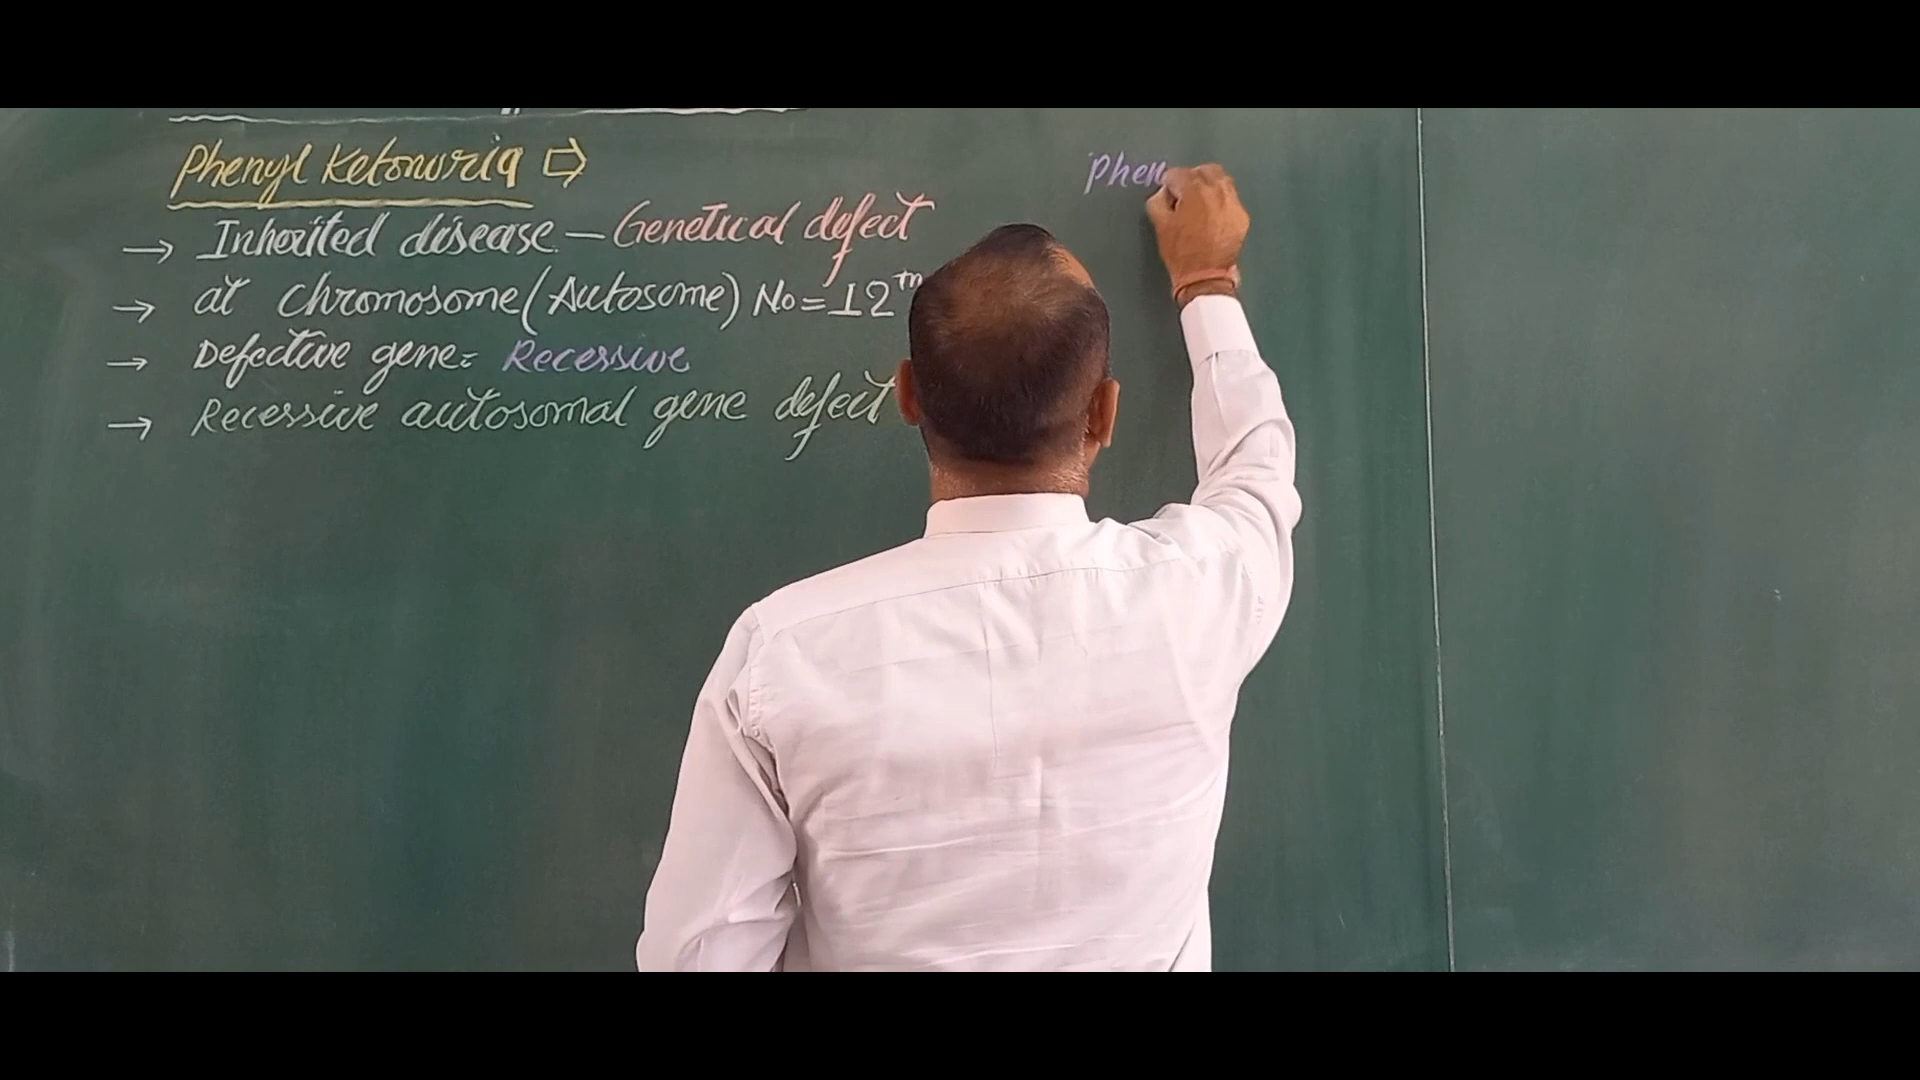 Phenyl Ketonuria ⇨
→ Inherited disease – Genetical defect
→ at chromosome (Autosome) No = 12th
→ Defective gene = Recessive
→ Recessive autosomal gene defect
Phen